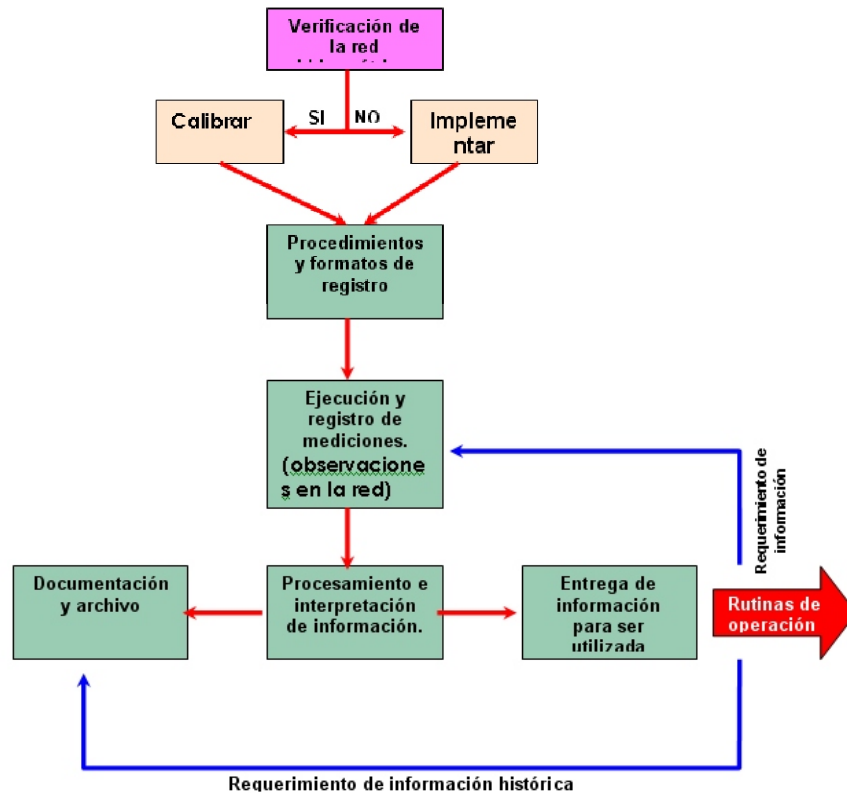 Verificación de
la red
Calibrar
SI
NO
Impleme
ntar
Procedimientos
y formatos de
registro
Ejecución y
registro de
mediciones.
(observacione
s en la red)
Requerimiento de
información
Documentación
y archivo
Procesamiento e
interpretación
de información.
Entrega de
información
para ser
utilizada
Rutinas de
operación
Requerimiento de información histórica